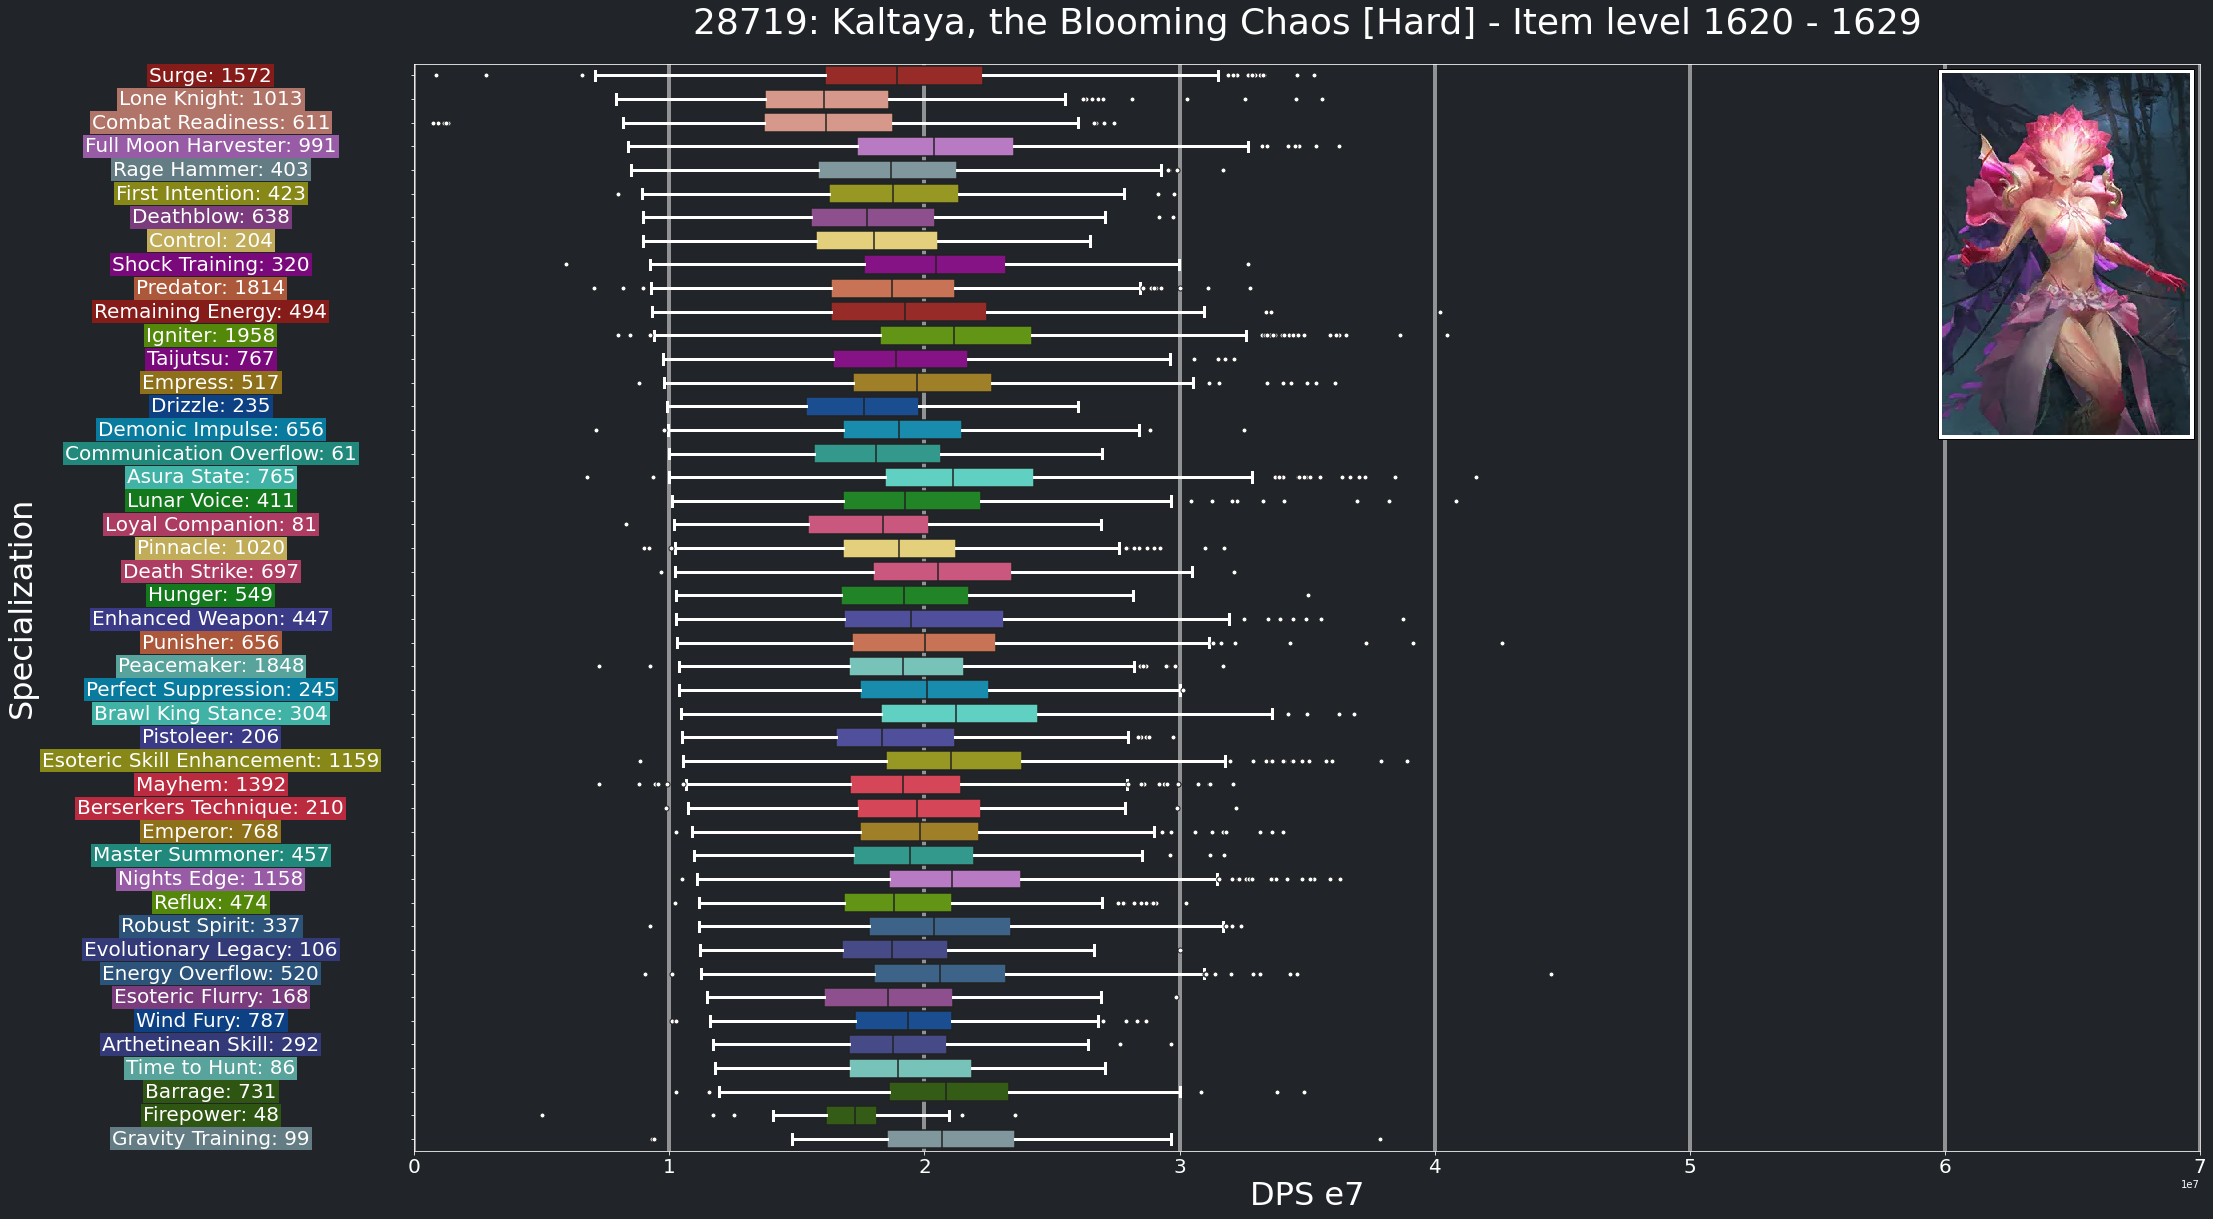 28719: Kaltaya, the Blooming Chaos [Hard] - Item level 1620 - 1629
Surge: 1572
Lone Knight: 1013
Combat Readiness: 611
Full Moon Harvester: 991
Rage Hammer: 403
First Intention: 423
Deathblow: 638
Control: 204
Shock Training: 320
Predator: 1814
Remaining Energy: 494
Igniter: 1958
Taijutsu: 767
Empress: 517
Drizzle: 235
Demonic Impulse: 656
Communication Overflow: 61
Asura State: 765
Lunar Voice: 411
Loyal Companion: 81
Pinnacle: 1020
Death Strike: 697
Hunger: 549
Enhanced Weapon: 447
Punisher: 656
Peacemaker: 1848
Perfect Suppression: 245
Brawl King Stance: 304
Pistoleer: 206
Esoteric Skill Enhancement: 1159
Mayhem: 1392
Berserkers Technique: 210
Emperor: 768
Master Summoner: 457
Nights Edge: 1158
Reflux: 474
Robust Spirit: 337
Evolutionary Legacy: 106
Energy Overflow: 520
Esoteric Flurry: 168
Wind Fury: 787
Arthetinean Skill: 292
Time to Hunt: 86
Barrage: 731
Firepower: 48
Gravity Training: 99
Specialization
0 1 2 3 4 5 6 7
1e7
DPS e7